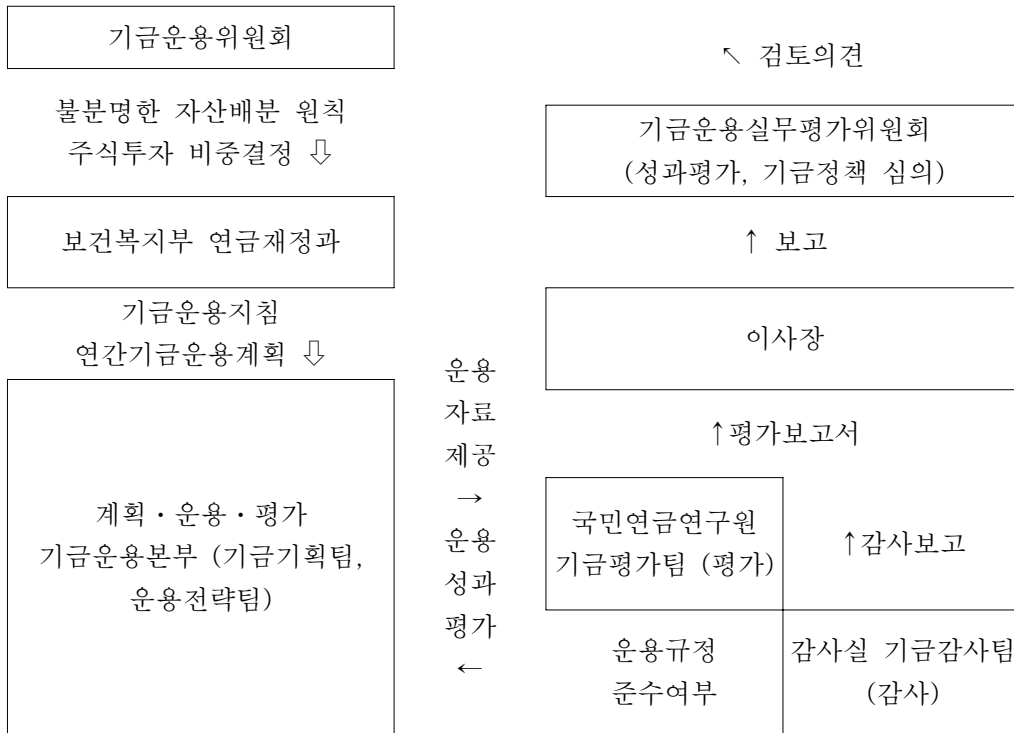 기금운용위원회
불분명한 자산배분 원칙
주식투자 비중결정 ⇩
보건복지부 연금재정과
기금운용지침
연간기금운용계획 ⇩
계획・운용・평가
기금운용본부 (기금기획팀,
운용전략팀)
운용
자료
제공
→
운용
성과
평가
←
↖ 검토의견
기금운용실무평가위원회
(성과평가, 기금정책 심의)
↑ 보고
이사장
↑평가보고서
국민연금연구원
기금평가팀 (평가)
↑감사보고
운용규정
준수여부
감사실 기금감사팀
(감사)